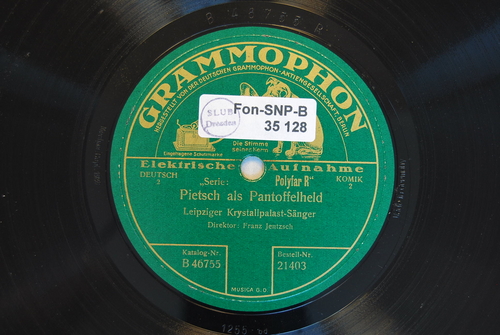 B 46755 R
GRAMMOPHON
HERGESTELLT VON DER DEUTSCHEN GRAMMOPHON-AKTIENGESELLSCHAFT, BERLIN
SLUB
Dresden
Fon-SNP-B
35 128
Die Stimme
seines Herrn
Eingetragene Schutzmarke
Elektrische Aufnahme
DEUTSCH
2
„Serie: Polyfar R"
KOMIK
2
Pietsch als Pantoffelheld
Leipziger Krystallpalast-Sänger
Direktor: Franz Jentzsch
Katalog-Nr.
B 46755
Bestell-Nr.
21403
MUSICA G. D